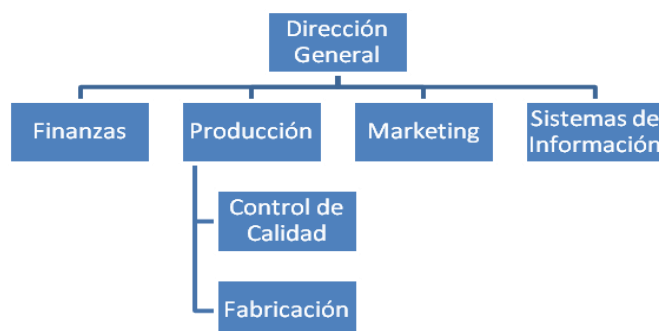 Dirección
General
Finanzas
Producción
Marketing
Sistemas de
Información
Control de
Calidad
Fabricación